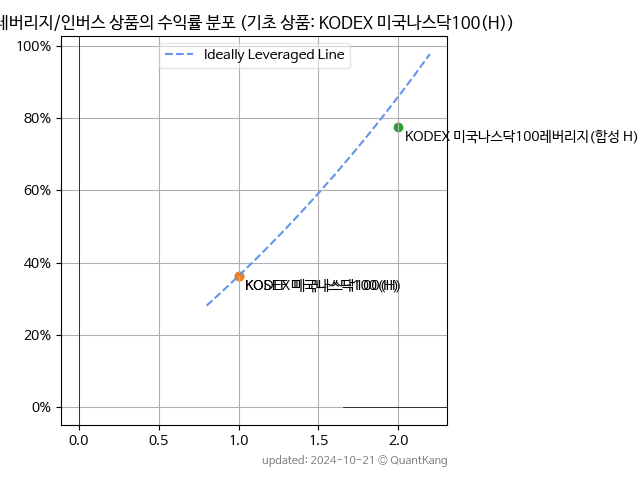 레버리지/인버스 상품의 수익률 분포 (기초 상품: KODEX 미국나스닥100(H))
Ideally Leveraged Line
100%
80%
60%
40%
20%
0%
KODEX 미국나스닥100레버리지(합성 H)
KODEX 미국나스닥100(H)
0.0 0.5 1.0 1.5 2.0
updated: 2024-10-21 © QuantKang